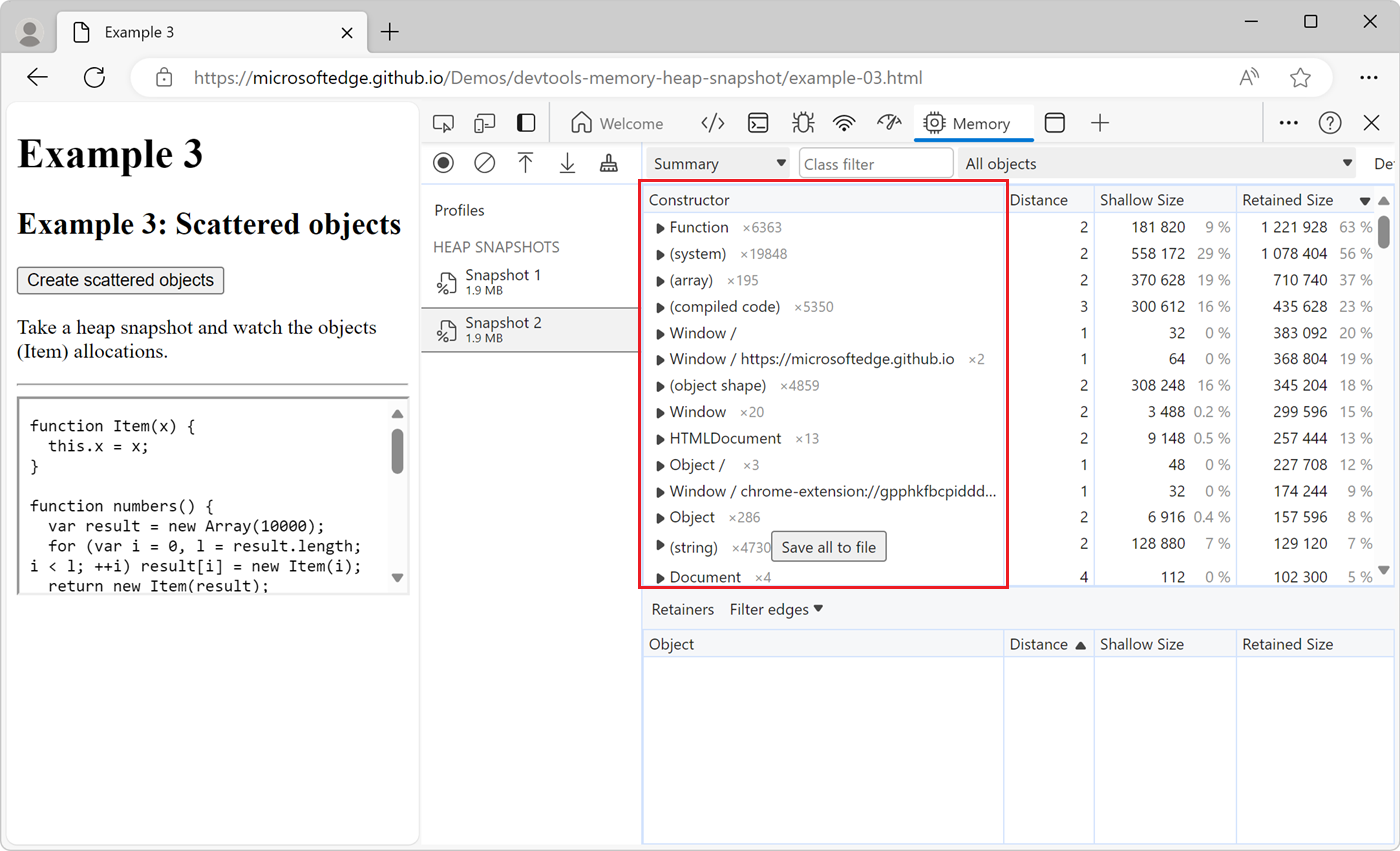 Example 3
https://microsoftedge.github.io/Demos/devtools-memory-heap-snapshot/example-03.html
Example 3
Example 3: Scattered objects
Create scattered objects
Take a heap snapshot and watch the objects
(Item) allocations.
function Item(x) {
this.x = x;
}
function numbers() {
var result = new Array(10000);
for (var i = 0, l = result.length;
i < l; ++i) result[i] = new Item(i);
return new Item(result);
Welcome
Memory
Profiles
HEAP SNAPSHOTS
Snapshot 1
1.9 MB
Snapshot 2
1.9 MB
Summary Class filter All objects De
Constructor Distance Shallow Size Retained Size
Function ×6363 2 181 820 9 % 1 221 928 63 %
(system) ×19848 2 558 172 29 % 1 078 404 56 %
(array) ×195 2 370 628 19 % 710 740 37 %
(compiled code) ×5350 3 300 612 16 % 435 628 23 %
Window / 1 32 0 % 383 092 20 %
Window / https://microsoftedge.github.io ×2 1 64 0 % 368 804 19 %
(object shape) ×4859 2 308 248 16 % 345 204 18 %
Window ×20 2 3 488 0.2 % 299 596 15 %
HTMLDocument ×13 2 9 148 0.5 % 257 444 13 %
Object / ×3 1 48 0 % 227 708 12 %
Window / chrome-extension://gpphkfbcpiddd... 1 32 0 % 174 244 9 %
Object ×286 2 6 916 0.4 % 157 596 8 %
(string) ×4730 Save all to file 2 128 880 7 % 129 120 7 %
Document ×4 4 112 0 % 102 300 5 %
Retainers Filter edges
Object Distance Shallow Size Retained Size